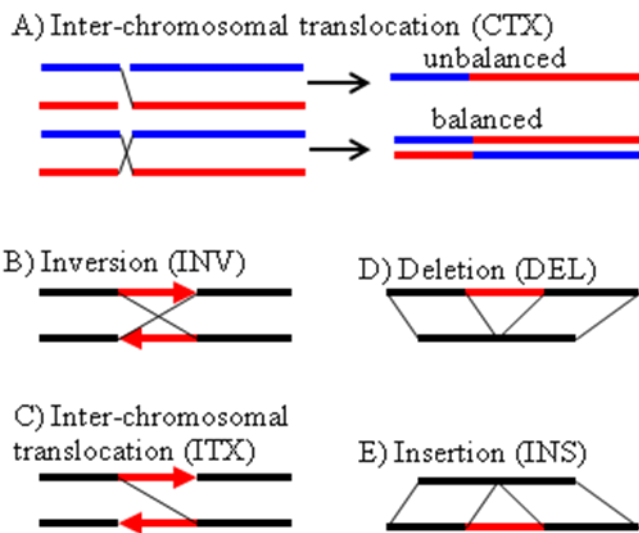 A) Inter-chromosomal translocation (CTX)
unbalanced
balanced
B) Inversion (INV)
D) Deletion (DEL)
C) Inter-chromosomal
translocation (ITX)
E) Insertion (INS)